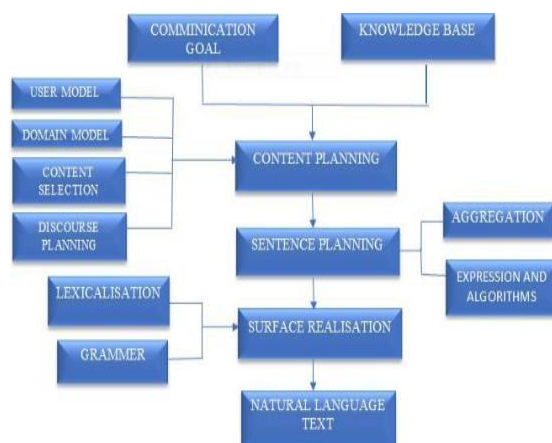 COMMINICATION
GOAL
KNOWLEDGE BASE
USER MODEL
DOMAIN MODEL
CONTENT
SELECTION
DISCOURSE
PLANNING
CONTENT PLANNING
SENTENCE PLANNING
AGGREGATION
EXPRESSION AND
ALGORITHMS
LEXICALISATION
GRAMMER
SURFACE REALISATION
NATURAL LANGUAGE
TEXT